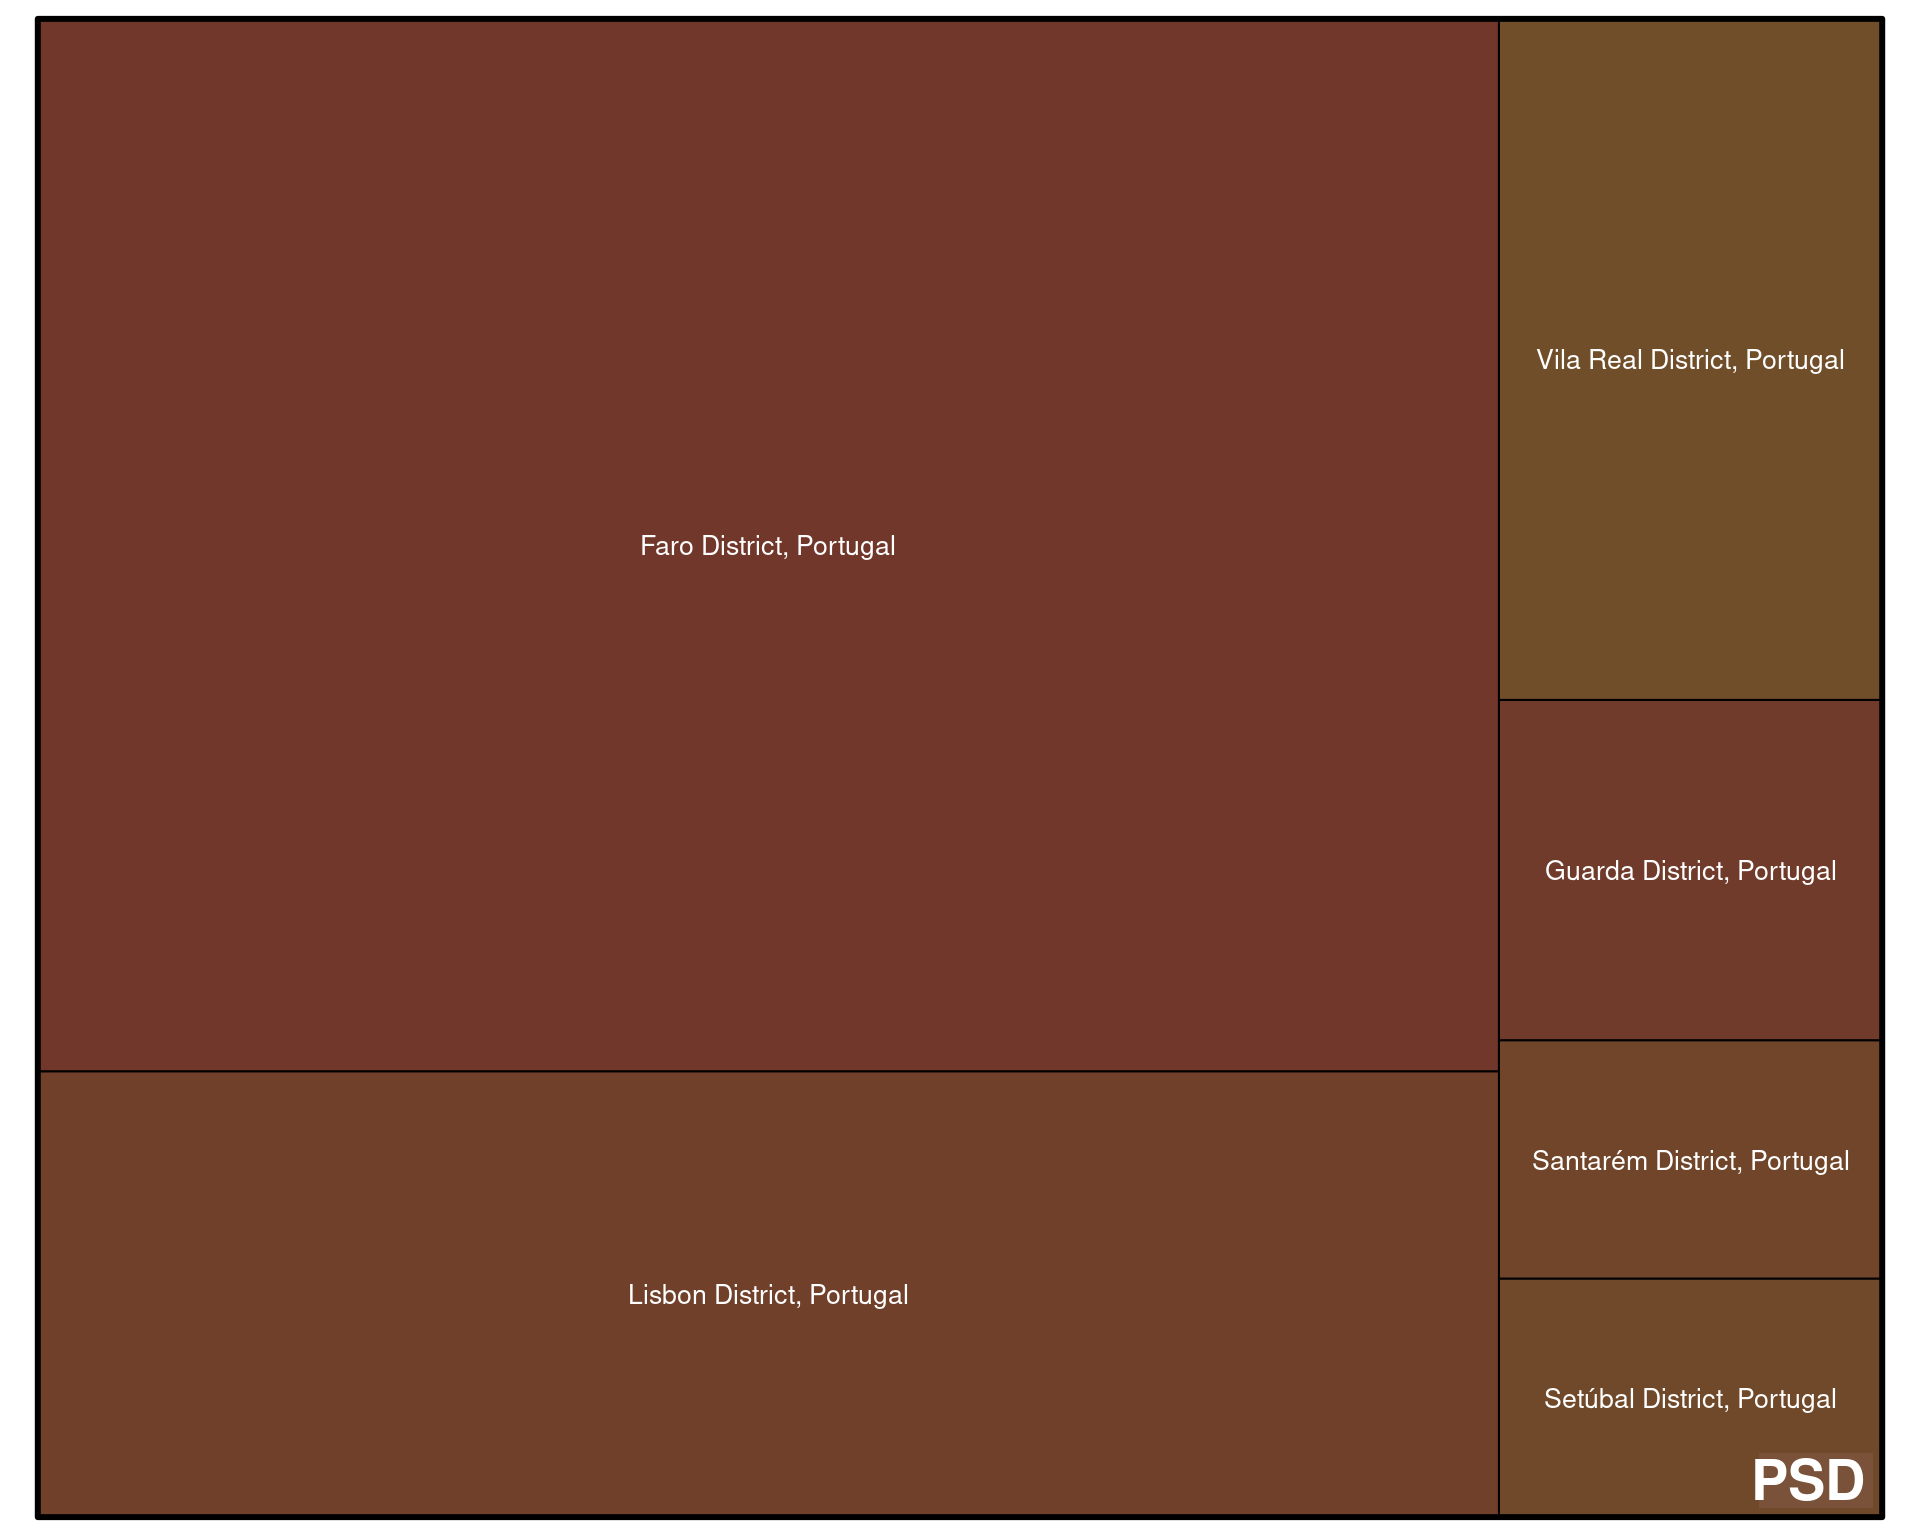 Faro District, Portugal
Lisbon District, Portugal
Vila Real District, Portugal
Guarda District, Portugal
Santarém District, Portugal
Setúbal District, Portugal
PSD